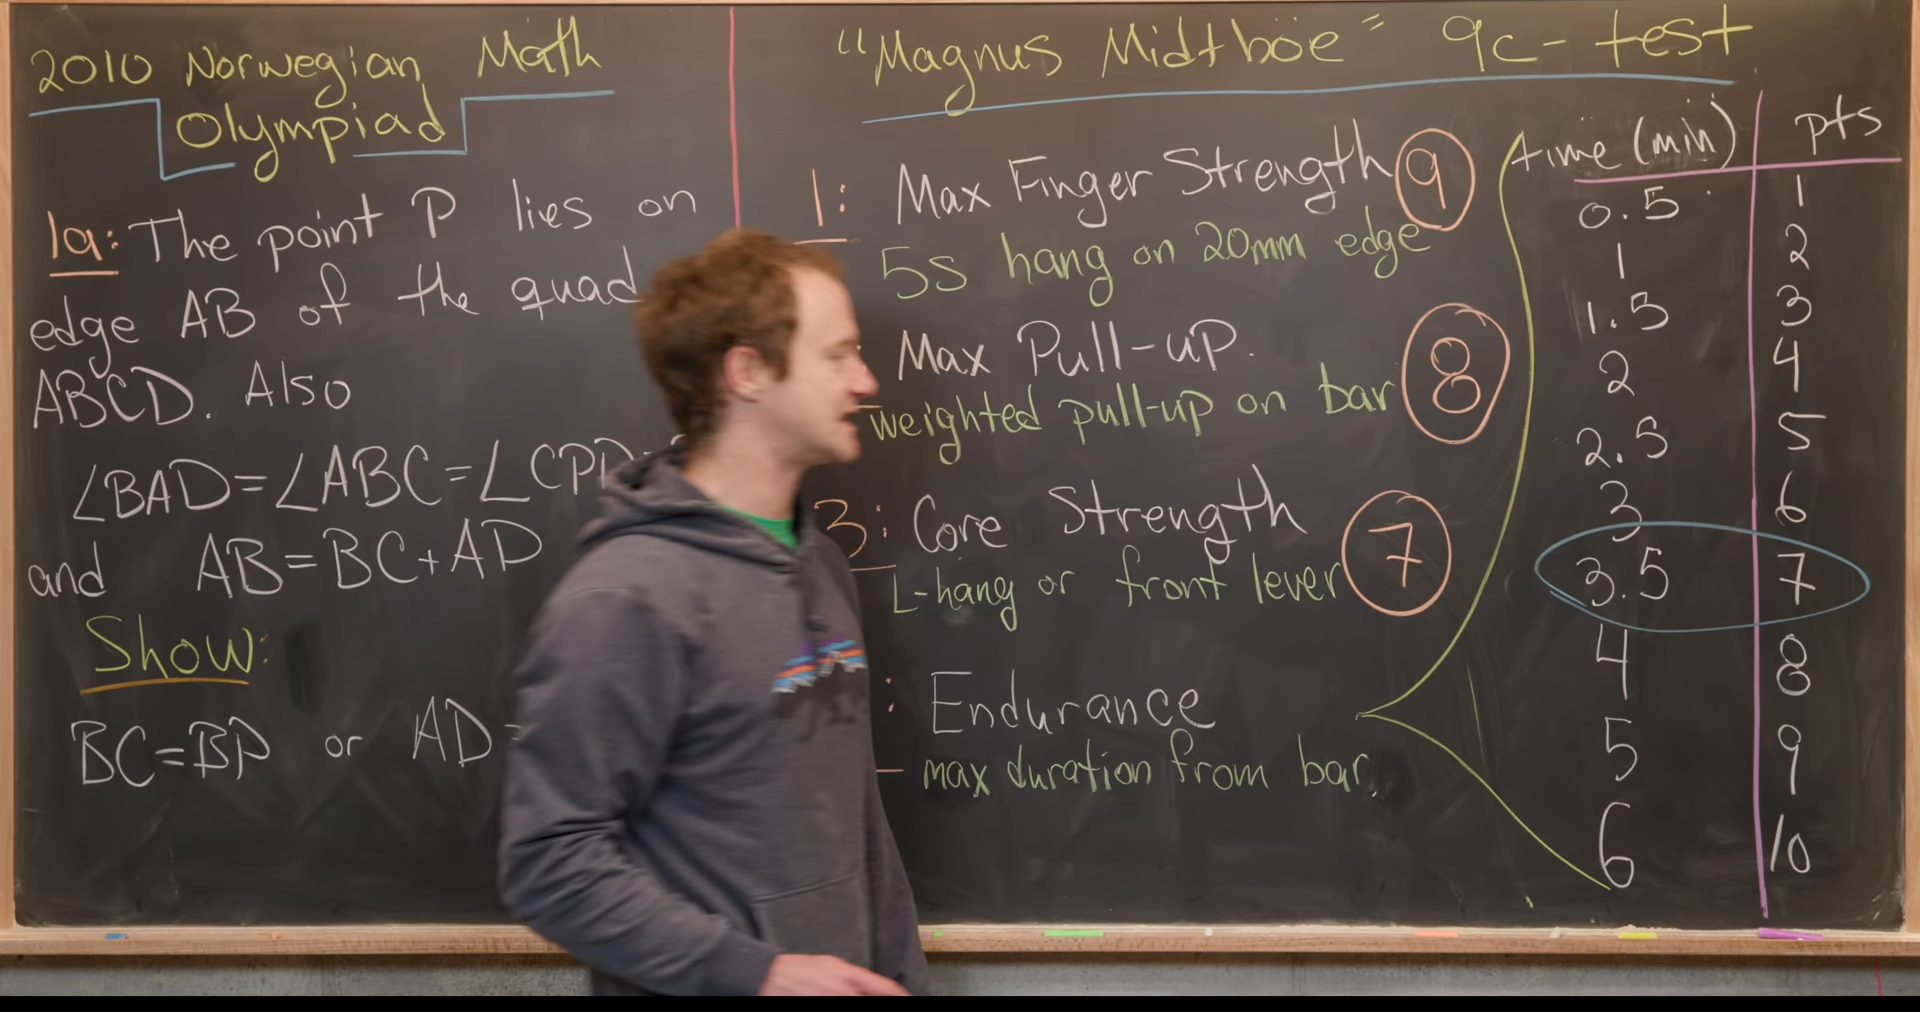 2010 Norwegian Math
Olympiad
1a: The point P lies on
edge AB of the quad
ABCD. Also
∠BAD=∠ABC=∠CPD
and AB=BC+AD
Show:
BC=BP or AD=
"Magnus Midtböe" 9c-test
1: Max Finger Strength 9
5s hang on 20mm edge
Max Pull-up. 8
weighted pull-up on bar
3: Core Strength 7
L-hang or front lever
: Endurance
max duration from bar
time (min) pts
0.5 1
1 2
1.5 3
2 4
2.5 5
3 6
3.5 7
4 8
5 9
6 10